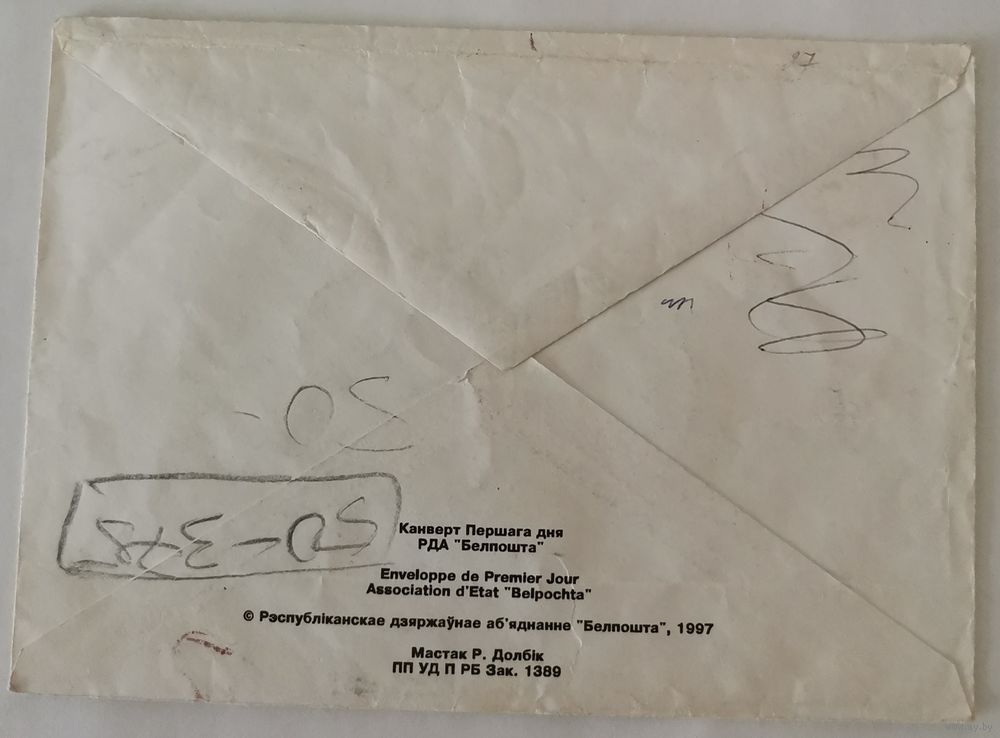 Канверт Першага дня
РДА "Белпошта"
Enveloppe de Premier Jour
Association d'Etat "Belpochta"
© Рэспубліканскае дзяржаўнае аб'яднанне "Белпошта", 1997
Мастак Р. Долбік
ПП УД П РБ Зак. 1389